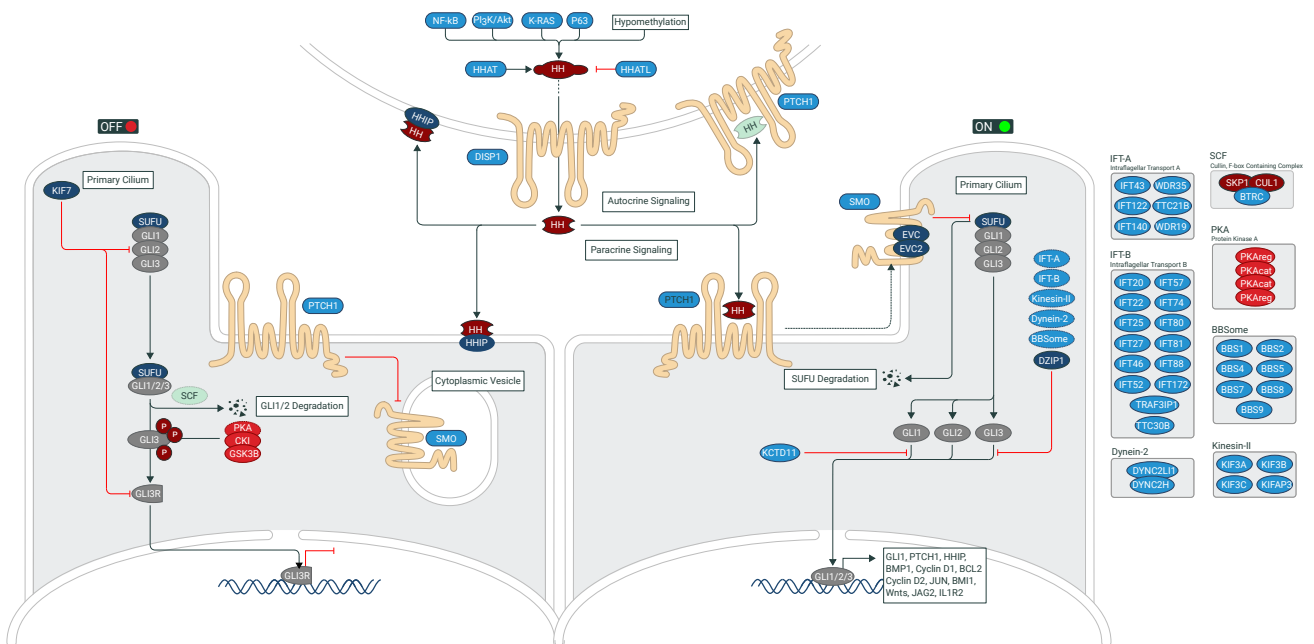 NF-kB
PI3K/Akt
K-RAS
P63
Hypomethylation
HHAT
HH
HHATL
HHIP
HH
DISP1
PTCH1
HH
OFF
Primary Cilium
KIF7
SUFU
GLI1
GLI2
GLI3
SUFU
GLI1/2/3
SCF
GLI1/2 Degradation
GLI3
P
P
P
PKA
CKI
GSK3B
GLI3R
GLI3R
PTCH1
Autocrine Signaling
HH
Paracrine Signaling
HH
HHIP
Cytoplasmic Vesicle
SMO
PTCH1
HH
ON
Primary Cilium
SMO
EVC
EVC2
SUFU
GLI1
GLI2
GLI3
IFT-A
IFT-B
Kinesin-II
Dynein-2
BBSome
DZIP1
SUFU Degradation
GLI1
GLI2
GLI3
KCTD11
GLI1/2/3
GLI1, PTCH1, HHIP,
BMP1, Cyclin D1, BCL2
Cyclin D2, JUN, BMI1,
Wnts, JAG2, IL1R2
IFT-A
Intraflagellar Transport A
IFT43
WDR35
IFT122
TTC21B
IFT140
WDR19
IFT-B
Intraflagellar Transport B
IFT20
IFT57
IFT22
IFT74
IFT25
IFT80
IFT27
IFT81
IFT46
IFT88
IFT52
IFT172
TRAF3IP1
TTC30B
Dynein-2
DYNC2LI1
DYNC2H
SCF
Cullin, F-box Containing Complex
SKP1
CUL1
BTRC
PKA
Protein Kinase A
PKAreg
PKAcat
PKAcat
PKAreg
BBSome
BBS1
BBS2
BBS4
BBS5
BBS7
BBS8
BBS9
Kinesin-II
KIF3A
KIF3B
KIF3C
KIFAP3